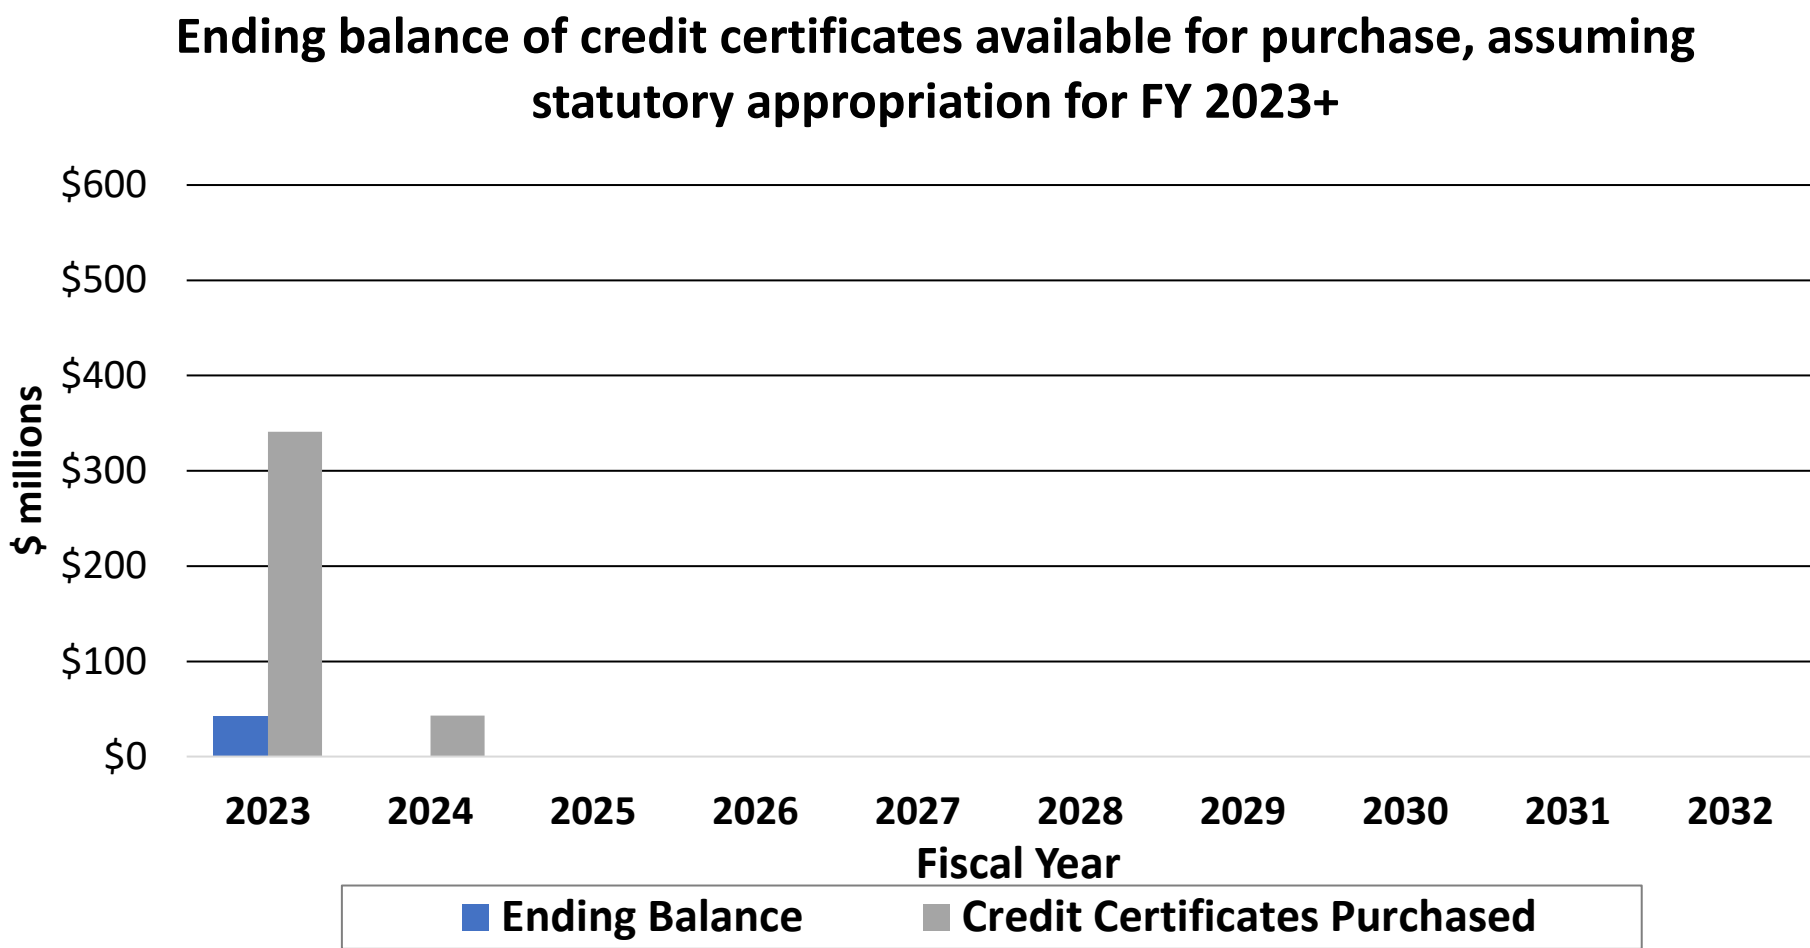 Ending balance of credit certificates available for purchase, assuming
statutory appropriation for FY 2023+
$600
$500
$400
$300
$200
$100
$0
$ millions
2023 2024 2025 2026 2027 2028 2029 2030 2031 2032
Fiscal Year
Ending Balance Credit Certificates Purchased